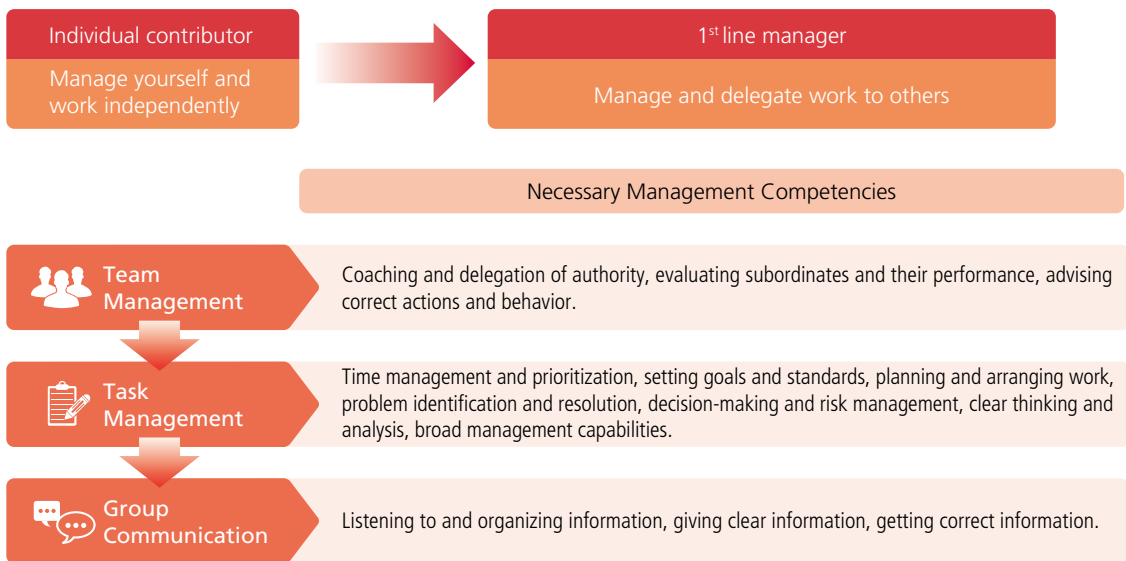 Individual contributor
Manage yourself and
work independently
1st line manager
Manage and delegate work to others
Necessary Management Competencies
Team
Management
Coaching and delegation of authority, evaluating subordinates and their performance, advising
correct actions and behavior.
Task
Management
Time management and prioritization, setting goals and standards, planning and arranging work,
problem identification and resolution, decision-making and risk management, clear thinking and
analysis, broad management capabilities.
Group
Communication
Listening to and organizing information, giving clear information, getting correct information.